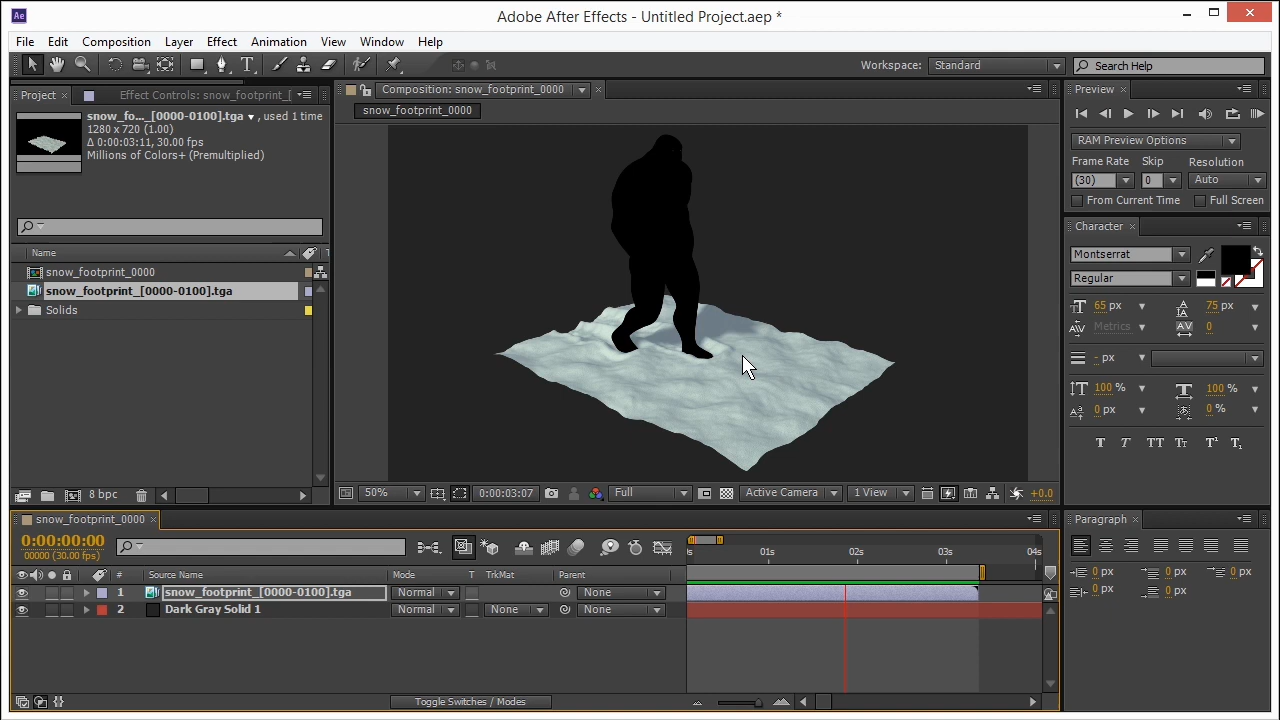 Ae
Adobe After Effects - Untitled Project.aep *
File Edit Composition Layer Effect Animation View Window Help
Workspace: Standard Search Help
Project Effect Controls: snow_footprint_[
snow_fo..._[0000-0100].tga , used 1 time
1280 x 720 (1.00)
Δ 0:00:03:11, 30.00 fps
Millions of Colors+ (Premultiplied)
Name
snow_footprint_0000
snow_footprint_[0000-0100].tga
Solids
8 bpc
Composition: snow_footprint_0000
snow_footprint_0000
50% 0:00:03:07 Full Active Camera 1 View +0.0
Preview
RAM Preview Options
Frame Rate Skip Resolution
(30) 0 Auto
From Current Time Full Screen
Character
Montserrat
Regular
65 px 75 px
Metrics 0
- px
100 % 100 %
0 px 0 %
T T TT Tт T¹ T₁
snow_footprint_0000
0:00:00:00
00000 (30.00 fps)
01s 02s 03s 04s
# Source Name Mode T TrkMat Parent
1 snow_footprint_[0000-0100].tga Normal None
2 Dark Gray Solid 1 Normal None None
Toggle Switches / Modes
Paragraph
0 px 0 px 0 px
0 px 0 px